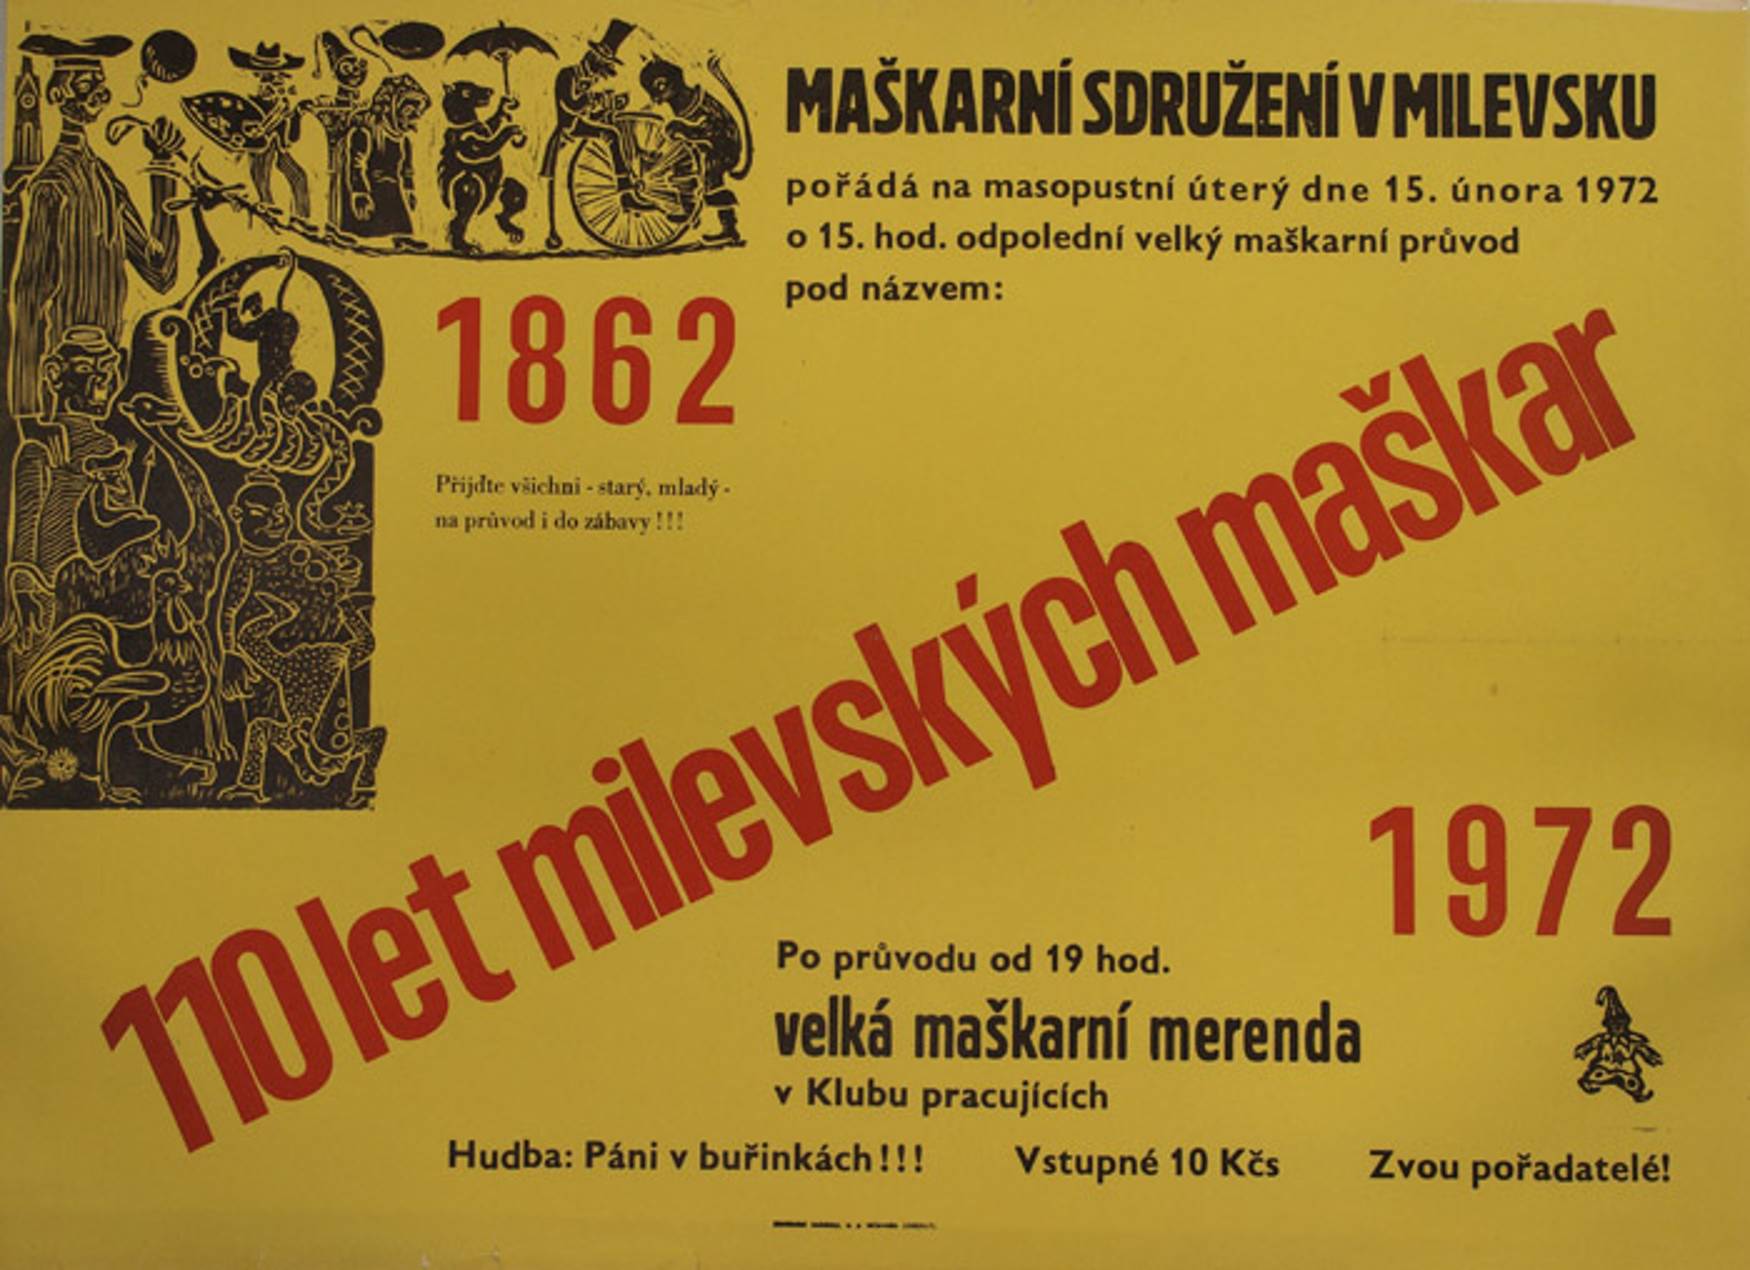 MAŠKARNÍ SDRUŽENÍ V MILEVSKU
pořádá na masopustní úterý dne 15. února 1972
o 15. hod. odpolední velký maškarní průvod
pod názvem:
1862
Přijďte všichni - starý, mladý -
na průvod i do zábavy!!!
110 let milevských maškar
1972
Po průvodu od 19 hod.
velká maškarní merenda
v Klubu pracujících
Hudba: Páni v buřinkách!!! Vstupné 10 Kčs Zvou pořadatelé!